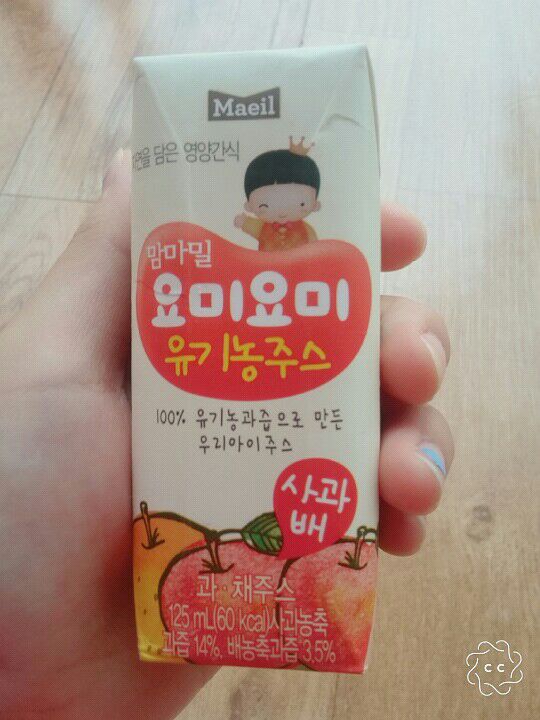 Maeil
담은 영양간식
맘마밀
요미요미
유기농주스
100% 유기농과즙으로 만든
우리아이주스
사과
배
과·채주스
125 mL(60 kcal)사과농축
과즙 14%, 배농축과즙 3.5%
CC